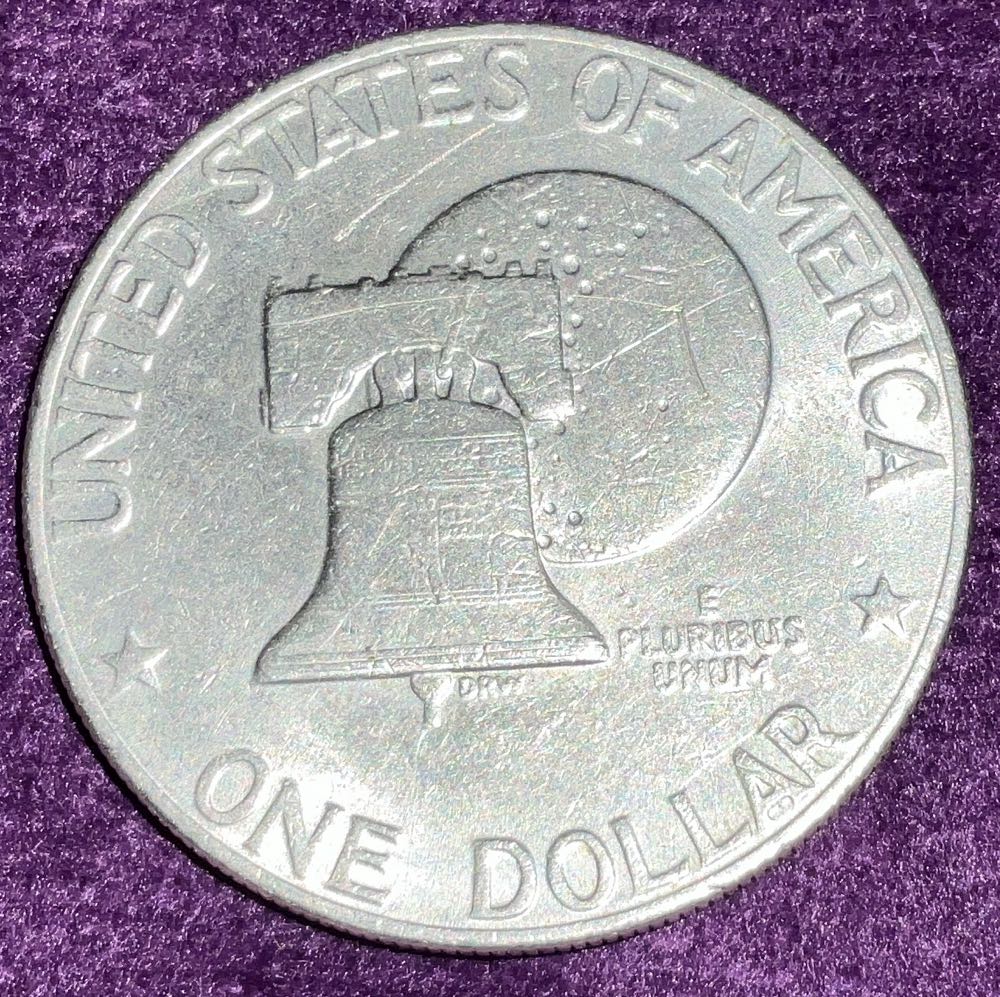 UNITED STATES OF AMERICA
E
PLURIBUS
UNUM
DRW
ONE DOLLAR